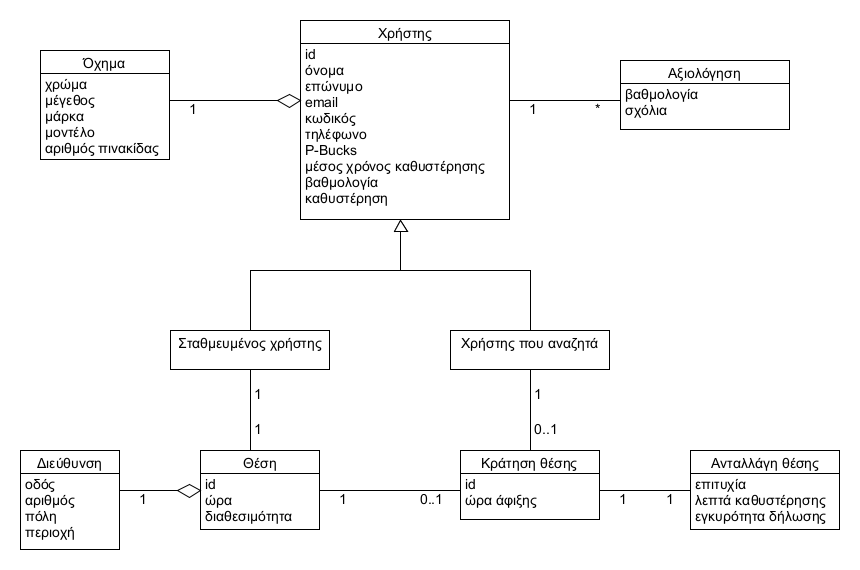 Χρήστης
id
όνομα
επώνυμο
email
κωδικός
τηλέφωνο
P-Bucks
μέσος χρόνος καθυστέρησης
βαθμολογία
καθυστέρηση
Όχημα
χρώμα
μέγεθος
μάρκα
μοντέλο
αριθμός πινακίδας
1
1
*
Αξιολόγηση
βαθμολογία
σχόλια
Σταθμευμένος χρήστης
Χρήστης που αναζητά
1
1
1
0..1
Διεύθυνση
οδός
αριθμός
πόλη
περιοχή
1
Θέση
id
ώρα
διαθεσιμότητα
1
0..1
Κράτηση θέσης
id
ώρα άφιξης
1
1
Ανταλλάγη θέσης
επιτυχία
λεπτά καθυστέρησης
εγκυρότητα δήλωσης